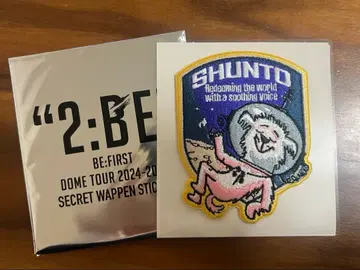 "2:BE
BE:FIRST
DOME TOUR 2024-20
SECRET WAPPEN STIC
SHUNTO
Redeeming the world
with a soothing voice